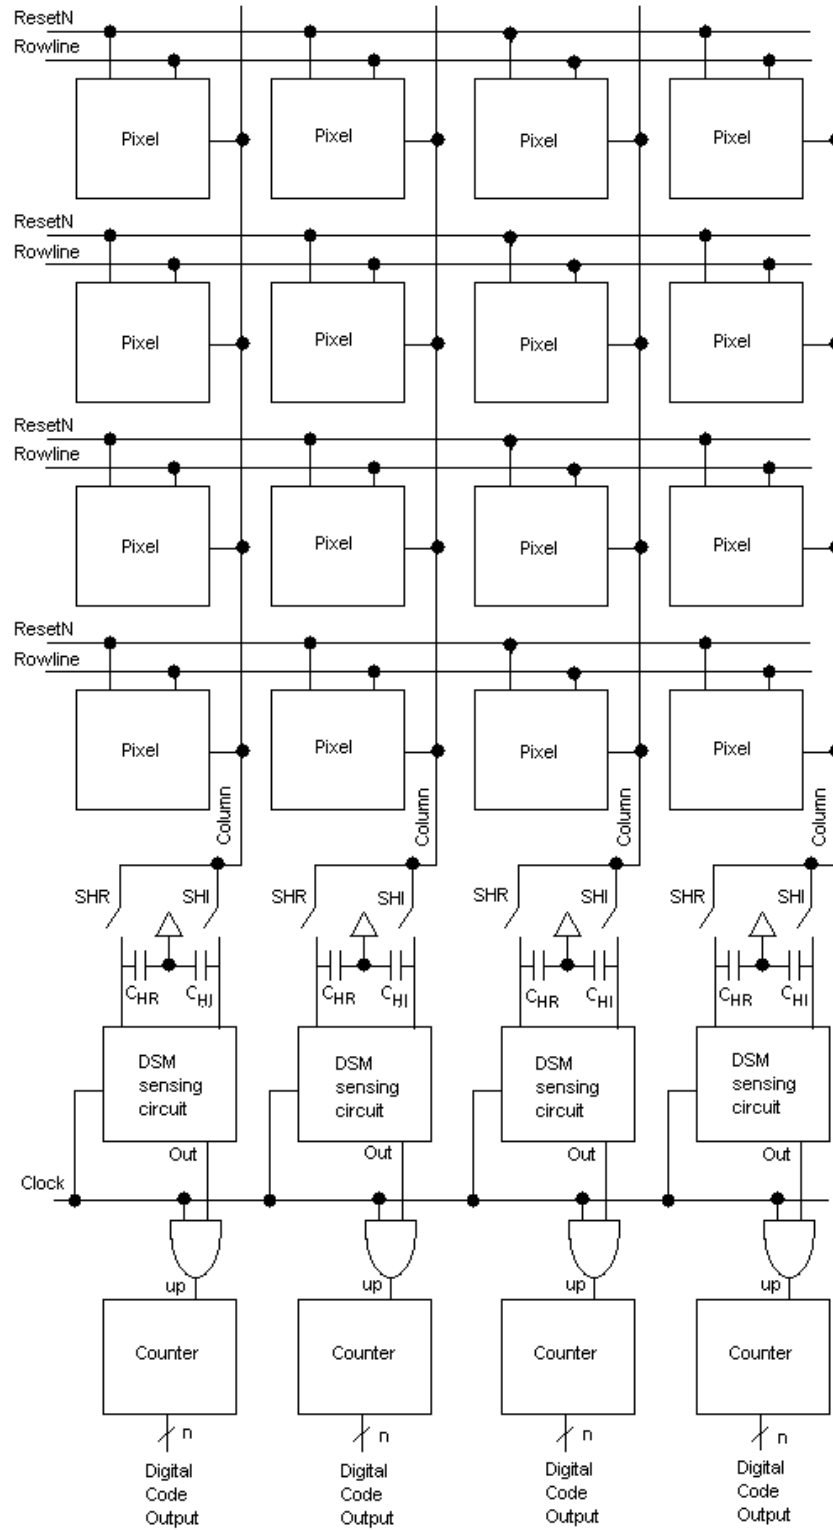 ResetN
Rowline
Pixel Pixel Pixel Pixel
ResetN
Rowline
Pixel Pixel Pixel Pixel
ResetN
Rowline
Pixel Pixel Pixel Pixel
ResetN
Rowline
Pixel Pixel Pixel Pixel
Column Column Column Column
SHR SHI SHR SHI SHR SHI SHR SHI
CHR CHJ CHR CHI CHR CHI CHR CHI
DSM DSM DSM DSM
sensing sensing sensing sensing
circuit circuit circuit circuit
Out Out Out Out
Clock
up up up up
Counter Counter Counter Counter
n n n n
Digital Digital Digital Digital
Code Code Code Code
Output Output Output Output